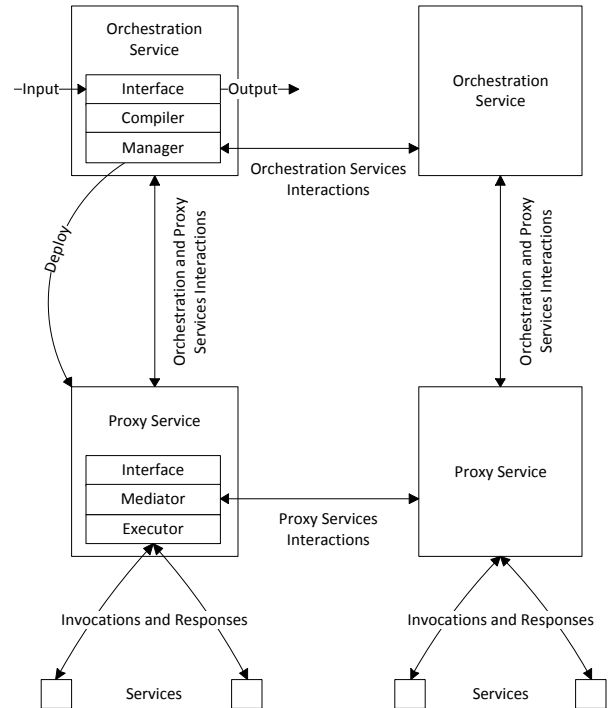 Orchestration
Service
Input
Interface
Output
Compiler
Manager
Orchestration
Service
Orchestration Services
Interactions
Deploy
Orchestration and Proxy
Services Interactions
Orchestration and Proxy
Services Interactions
Proxy Service
Interface
Mediator
Executor
Proxy Service
Proxy Services
Interactions
Invocations and Responses
Invocations and Responses
Services
Services